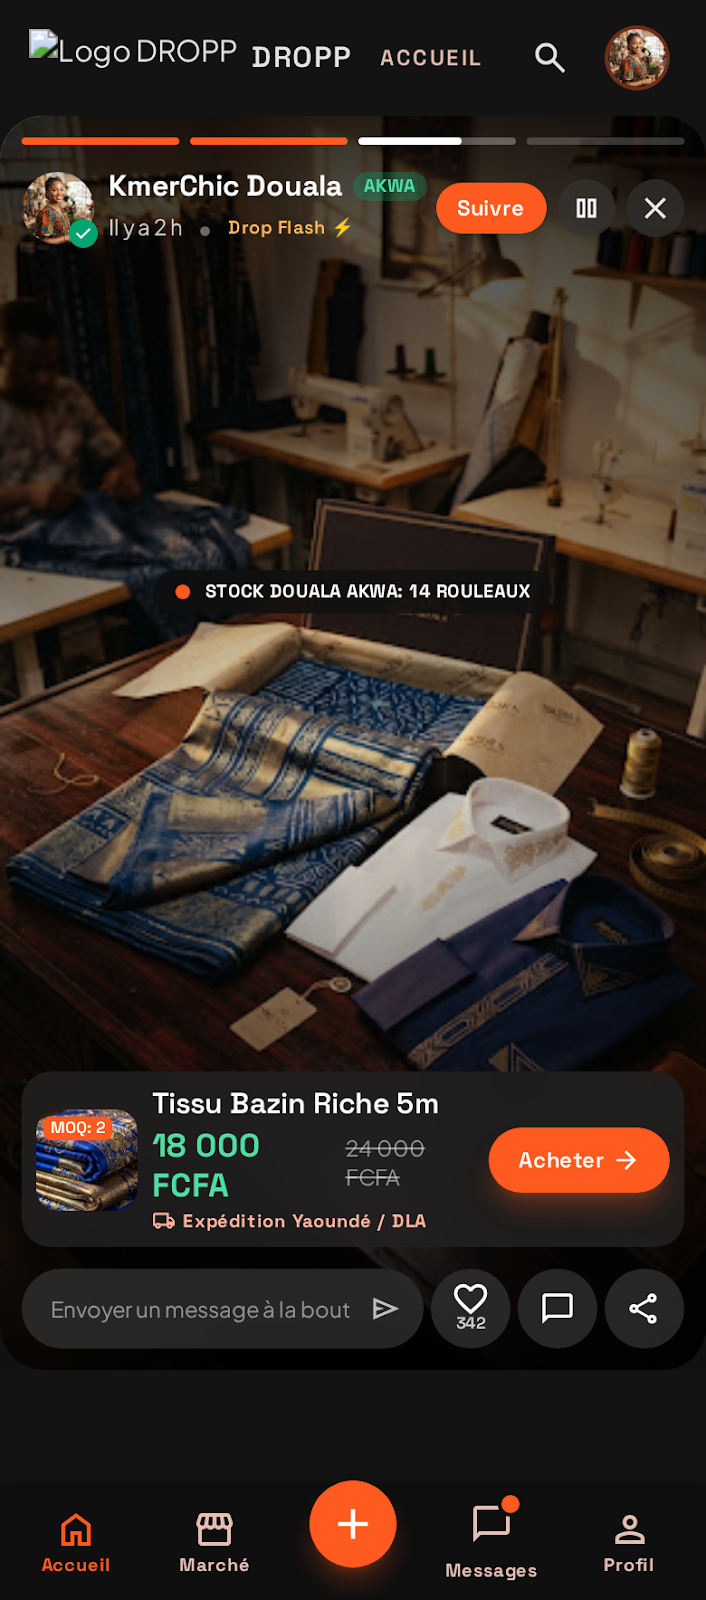 Logo DROPP DROPP ACCUEIL
KmerChic Douala AKWA
Suivre
Il y a 2 h • Drop Flash ⚡
STOCK DOUALA AKWA: 14 ROULEAUX
MOQ: 2
Tissu Bazin Riche 5m
18 000 FCFA
24 000 FCFA
Acheter →
Expédition Yaoundé / DLA
Envoyer un message à la bout
342
Accueil
Marché
Messages
Profil